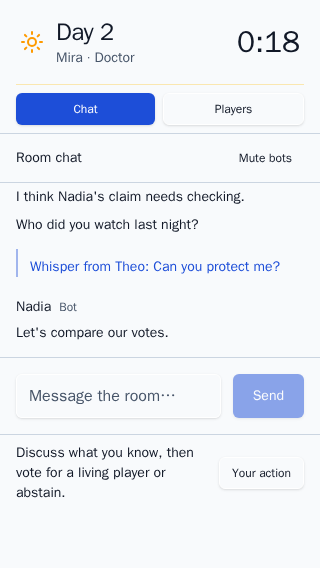 Day 2
Mira · Doctor
0:18
Chat
Players
Room chat
Mute bots
I think Nadia's claim needs checking.
Who did you watch last night?
Whisper from Theo: Can you protect me?
Nadia Bot
Let's compare our votes.
Message the room···
Send
Discuss what you know, then
vote for a living player or
abstain.
Your action